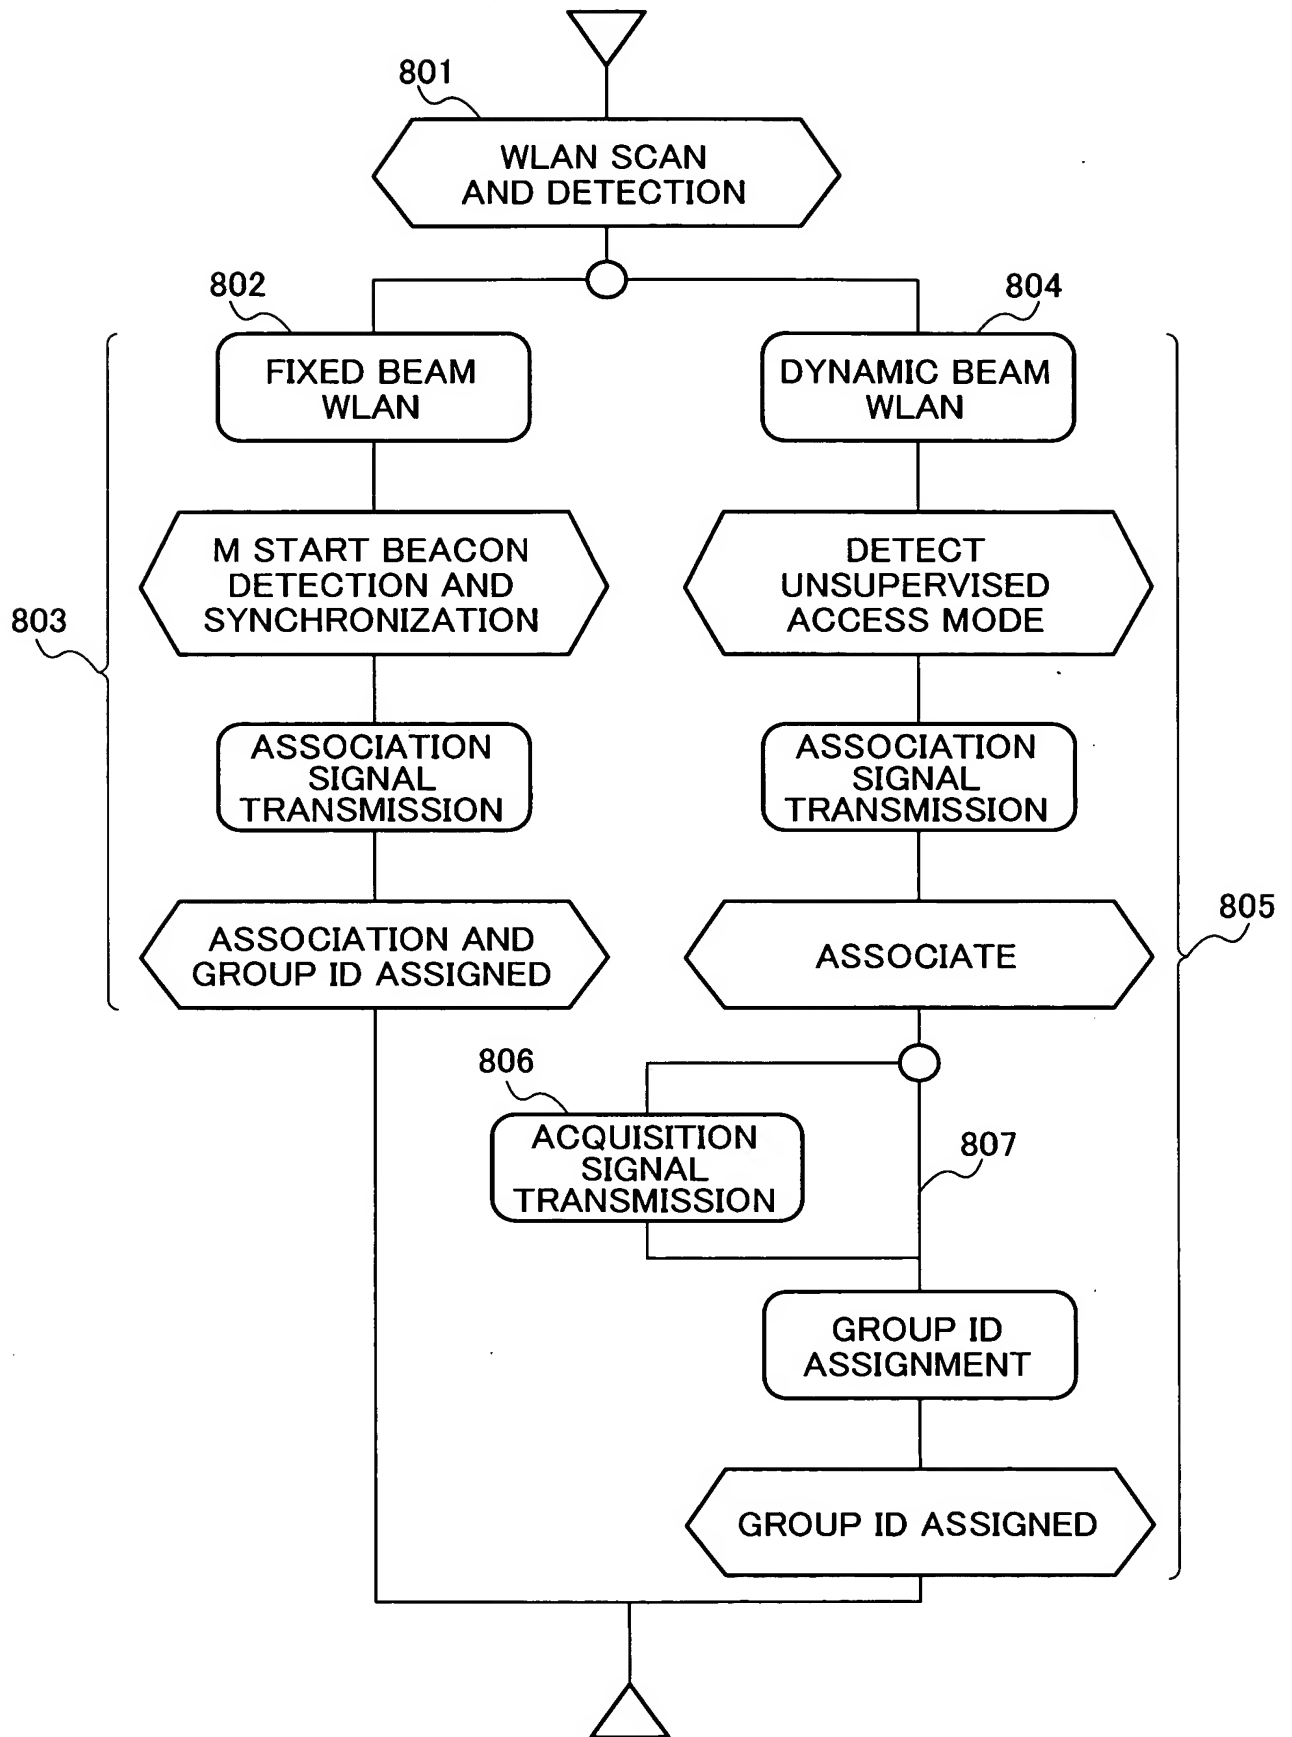 801
WLAN SCAN
AND DETECTION
802
804
FIXED BEAM
WLAN
DYNAMIC BEAM
WLAN
803
M START BEACON
DETECTION AND
SYNCHRONIZATION
DETECT
UNSUPERVISED
ACCESS MODE
ASSOCIATION
SIGNAL
TRANSMISSION
ASSOCIATION
SIGNAL
TRANSMISSION
ASSOCIATION AND
GROUP ID ASSIGNED
ASSOCIATE
805
806
ACQUISITION
SIGNAL
TRANSMISSION
807
GROUP ID
ASSIGNMENT
GROUP ID ASSIGNED